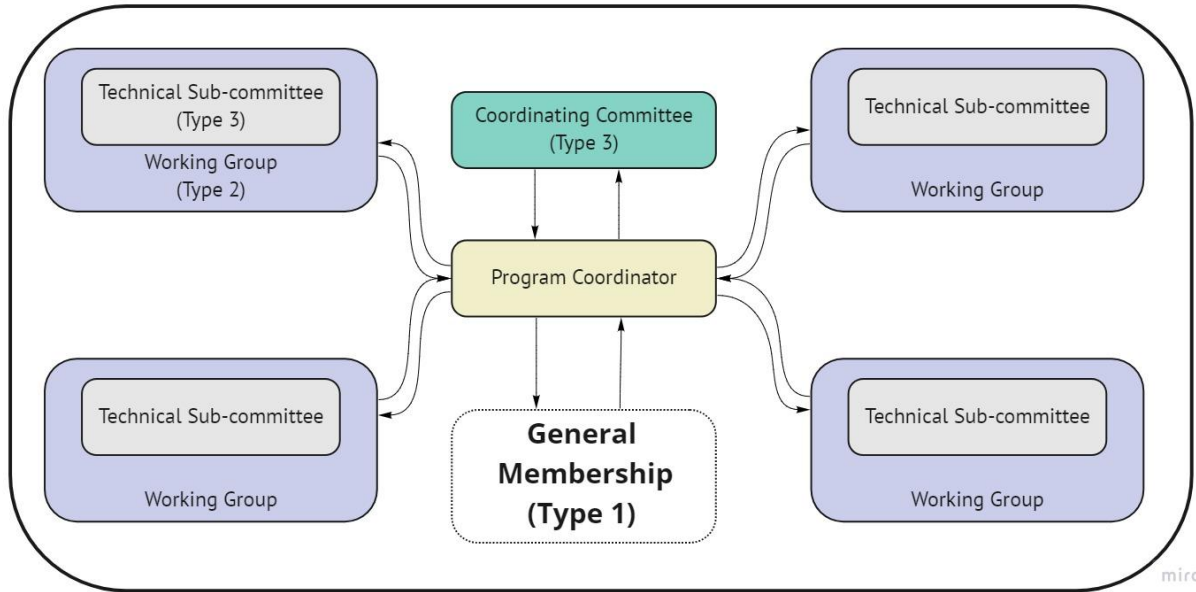 Technical Sub-committee
(Type 3)
Working Group
(Type 2)
Coordinating Committee
(Type 3)
Technical Sub-committee
Working Group
Program Coordinator
Technical Sub-committee
Working Group
General
Membership
(Type 1)
Technical Sub-committee
Working Group